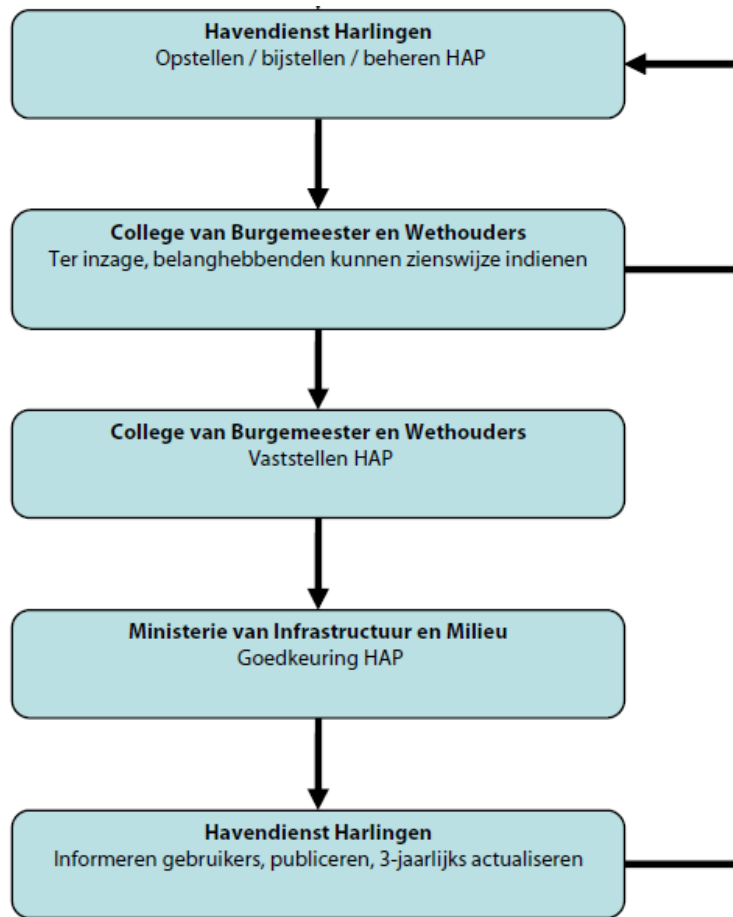 Havendienst Harlingen
Opstellen / bijstellen / beheren HAP
College van Burgemeester en Wethouders
Ter inzage, belanghebbenden kunnen zienswijze indienen
College van Burgemeester en Wethouders
Vaststellen HAP
Ministerie van Infrastructuur en Milieu
Goedkeuring HAP
Havendienst Harlingen
Informeren gebruikers, publiceren, 3-jaarlijks actualiseren